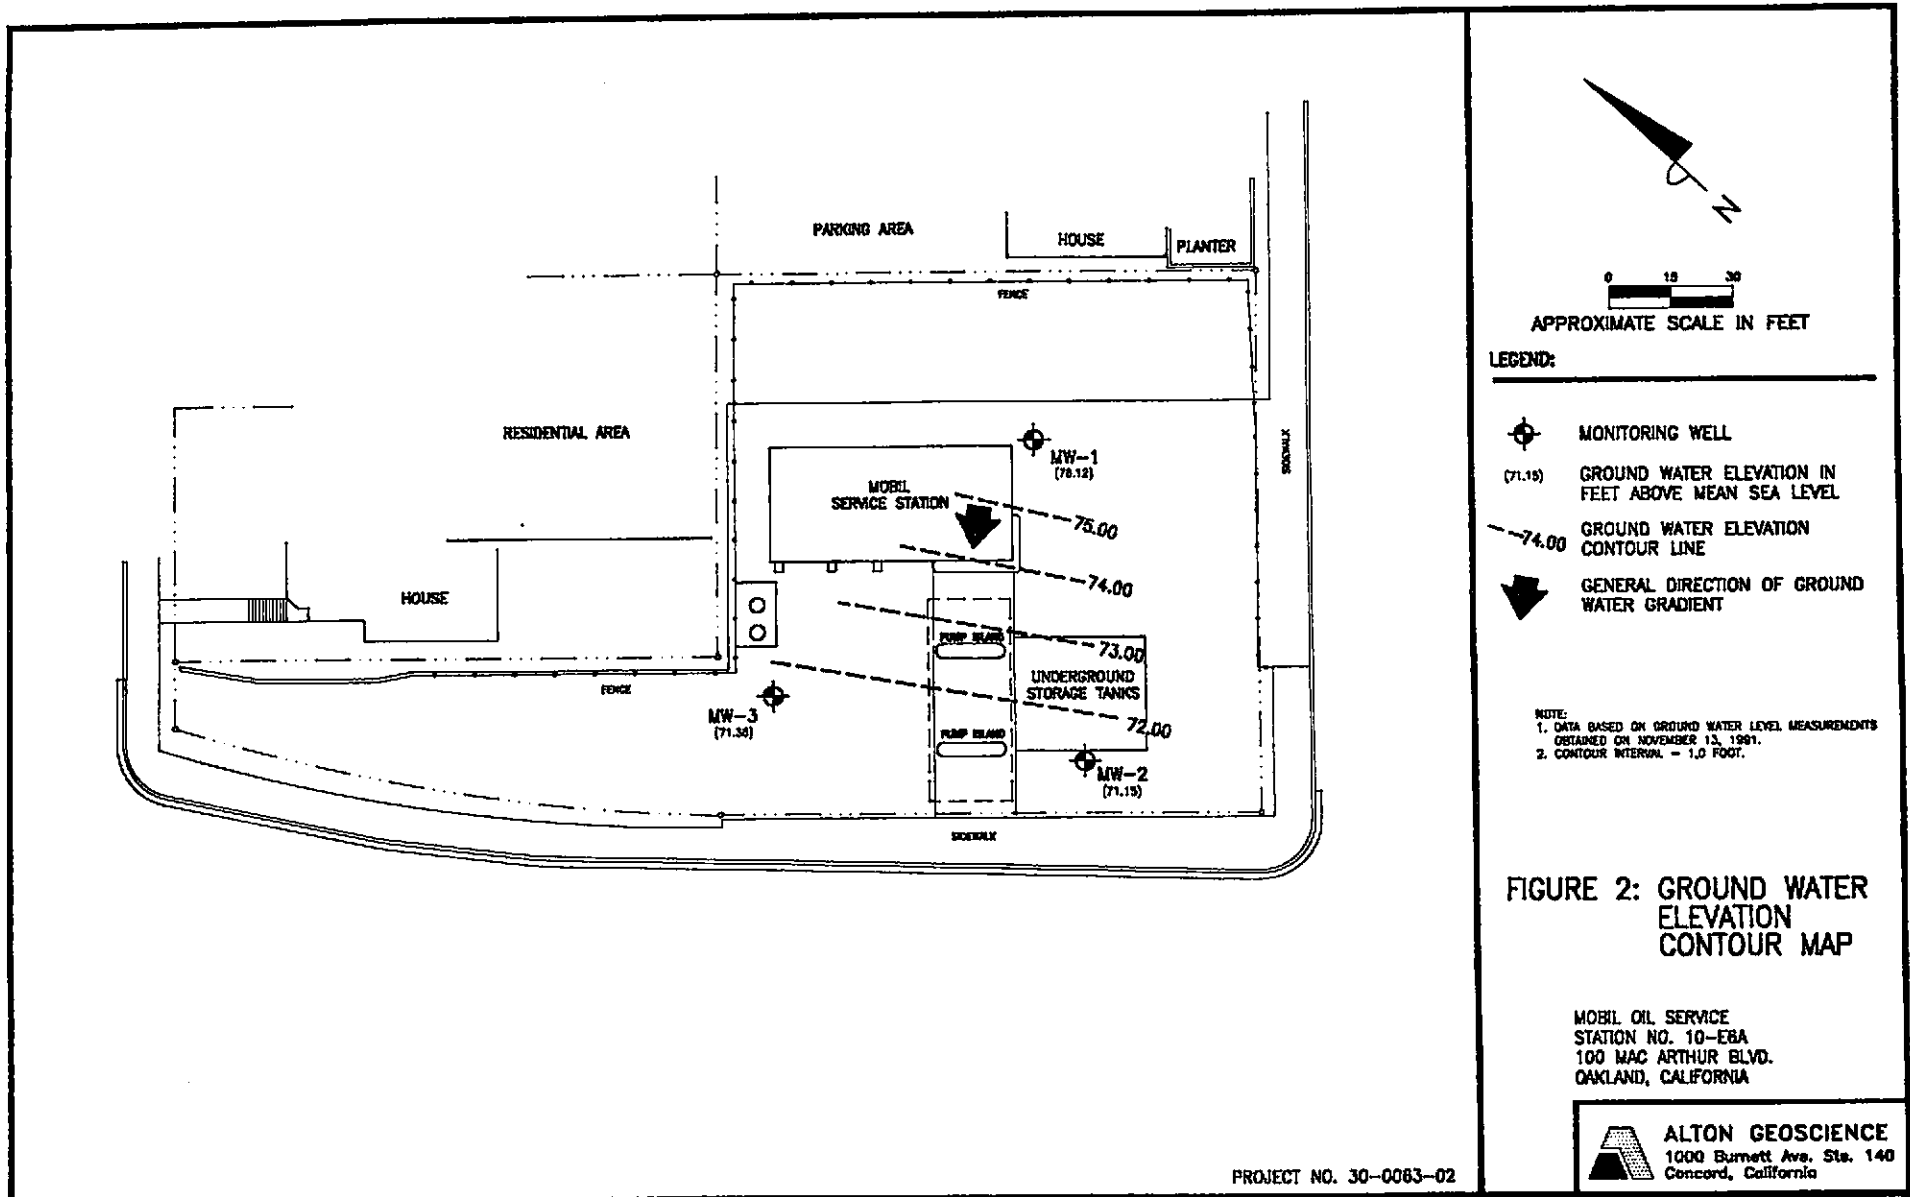 PARKING AREA
HOUSE
PLANTER
FENCE
RESIDENTIAL AREA
SIDEWALK
MW-1
MOBIL
SERVICE STATION
75.00
74.00
HOUSE
PUMP ISLAND
73.00
UNDERGROUND
STORAGE TANKS
FENCE
MW-3
72.00
PUMP ISLAND
MW-2
(71.15)
SIDEWALK
PROJECT NO. 30-0063-02
N
0 15 30
APPROXIMATE SCALE IN FEET
LEGEND:
MONITORING WELL
(71.15) GROUND WATER ELEVATION IN
FEET ABOVE MEAN SEA LEVEL
74.00 GROUND WATER ELEVATION
CONTOUR LINE
GENERAL DIRECTION OF GROUND
WATER GRADIENT
NOTE:
1. DATA BASED ON GROUND WATER LEVEL MEASUREMENTS
OBTAINED ON NOVEMBER 13, 1991.
2. CONTOUR INTERVAL = 1.0 FOOT.
FIGURE 2: GROUND WATER
ELEVATION
CONTOUR MAP
MOBIL OIL SERVICE
STATION NO.
100 MAC ARTHUR BLVD.
OAKLAND, CALIFORNIA
ALTON GEOSCIENCE
1000 Burnett Ave. Ste. 140
Concord, California